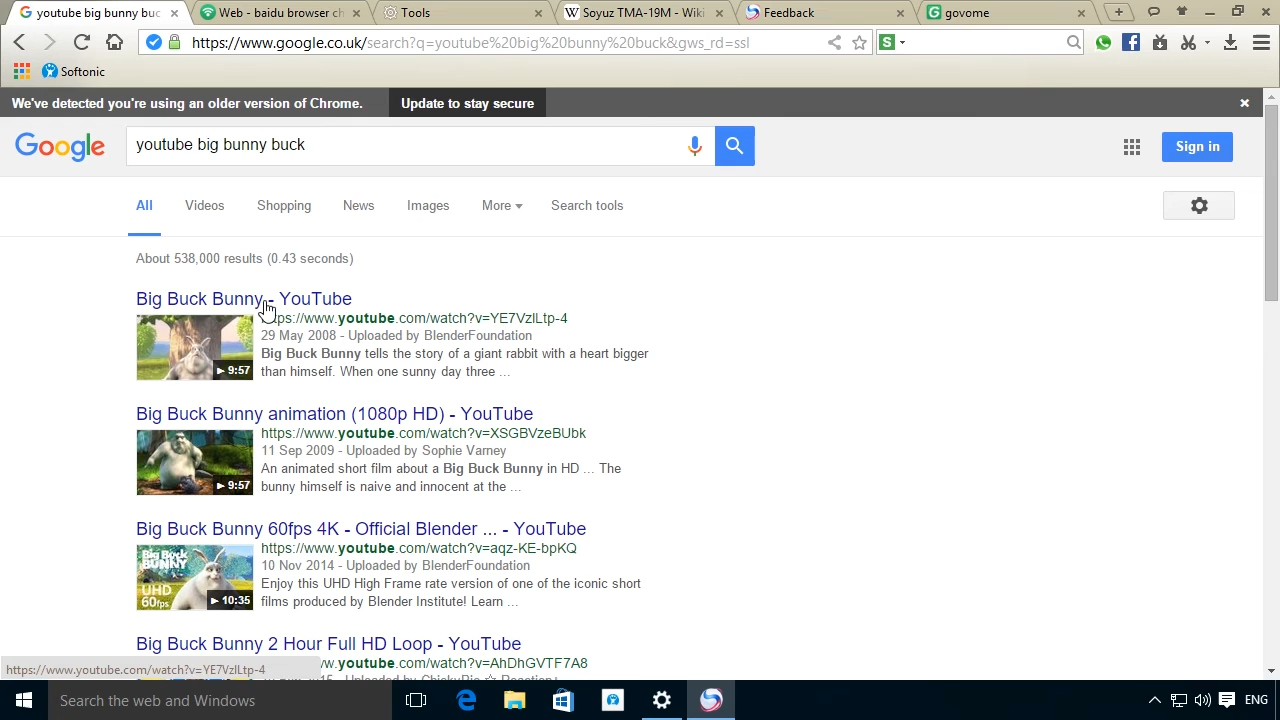 youtube big bunny buc
Web - baidu browser ch
Tools
Soyuz TMA-19M - Wiki
Feedback
govome
https://www.google.co.uk/search?q=youtube%20big%20bunny%20buck&gws_rd=ssl
S
Softonic
We've detected you're using an older version of Chrome.
Update to stay secure
Google
youtube big bunny buck
Sign in
All
Videos
Shopping
News
Images
More
Search tools
About 538,000 results (0.43 seconds)
Big Buck Bunny - YouTube
www.youtube.com/watch?v=YE7VzlLtp-4
29 May 2008 - Uploaded by BlenderFoundation
Big Buck Bunny tells the story of a giant rabbit with a heart bigger
9:57
than himself. When one sunny day three ...
Big Buck Bunny animation (1080p HD) - YouTube
https://www.youtube.com/watch?v=XSGBVzeBUbk
11 Sep 2009 - Uploaded by Sophie Varney
An animated short film about a Big Buck Bunny in HD ... The
9:57
bunny himself is naive and innocent at the ...
Big Buck Bunny 60fps 4K - Official Blender ... - YouTube
https://www.youtube.com/watch?v=aqz-KE-bpKQ
Big Buck
BUNNY
10 Nov 2014 - Uploaded by BlenderFoundation
Enjoy this UHD High Frame rate version of one of the iconic short
UHD
60fps
10:35
films produced by Blender Institute! Learn ...
Big Buck Bunny 2 Hour Full HD Loop - YouTube
.youtube.com/watch?v=AhDhGVTF7A8
https://www.youtube.com/watch?v=YE7VzlLtp-4
Search the web and Windows
ENG